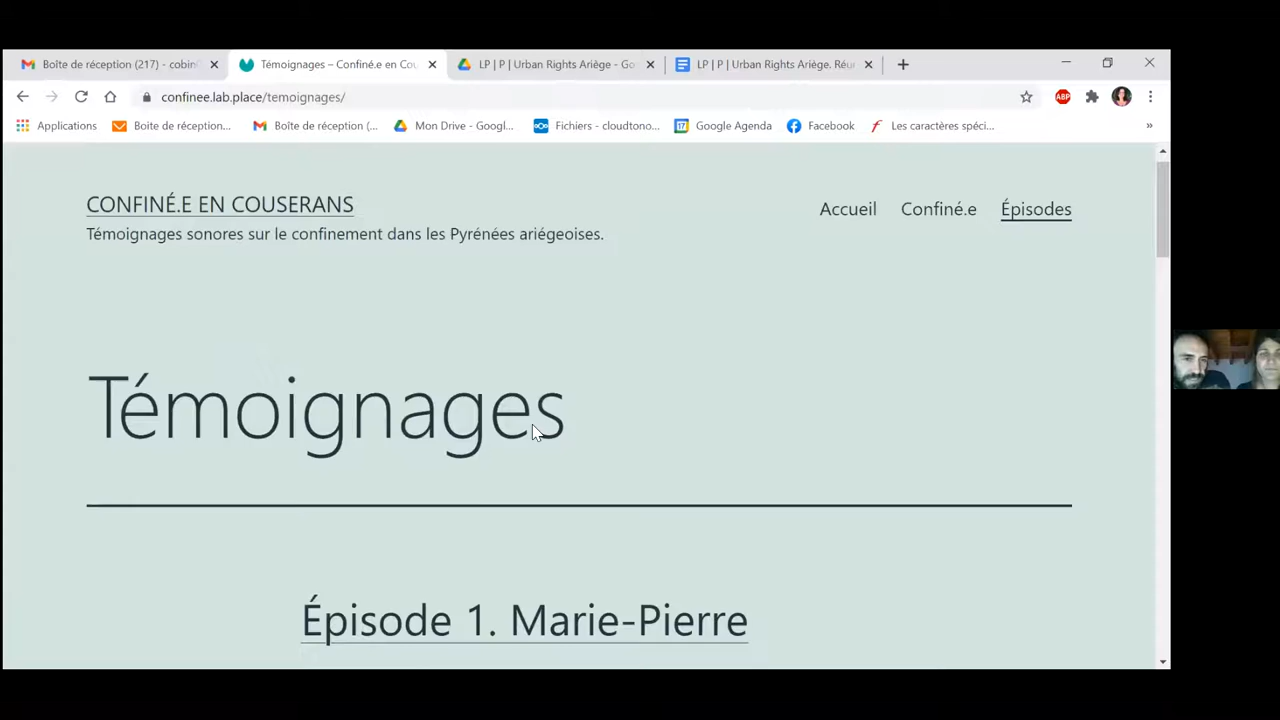 Boîte de réception (217) - cobin
Témoignages – Confiné.e en Cou
LP | P | Urban Rights Ariège - Go
LP | P | Urban Rights Ariège. Réu
confinee.lab.place/temoignages/
ABP
Applications
Boite de réception...
Boîte de réception (...
Mon Drive - Googl...
Fichiers - cloudtono...
17
Google Agenda
Facebook
Les caractères spéci...
»
CONFINÉ.E EN COUSERANS
Accueil
Confiné.e
Épisodes
Témoignages sonores sur le confinement dans les Pyrénées ariégeoises.
Témoignages
Épisode 1. Marie-Pierre